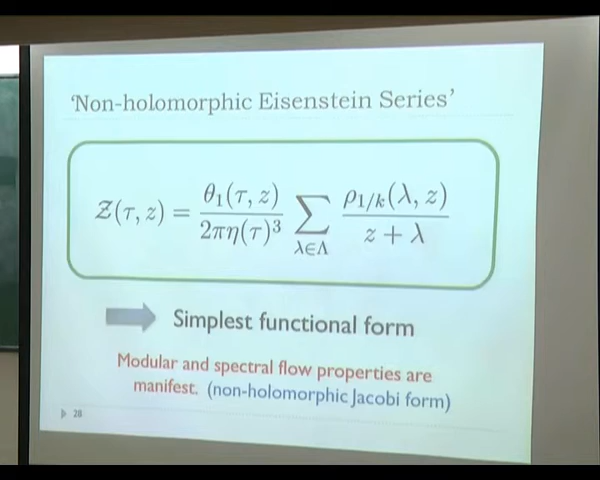 'Non-holomorphic Eisenstein Series'
𝒵(τ, z) = θ₁(τ, z) / 2πη(τ)³ ∑_{λ∈Λ} ρ_{1/k}(λ, z) / z + λ
Simplest functional form
Modular and spectral flow properties are
manifest. (non-holomorphic Jacobi form)
28